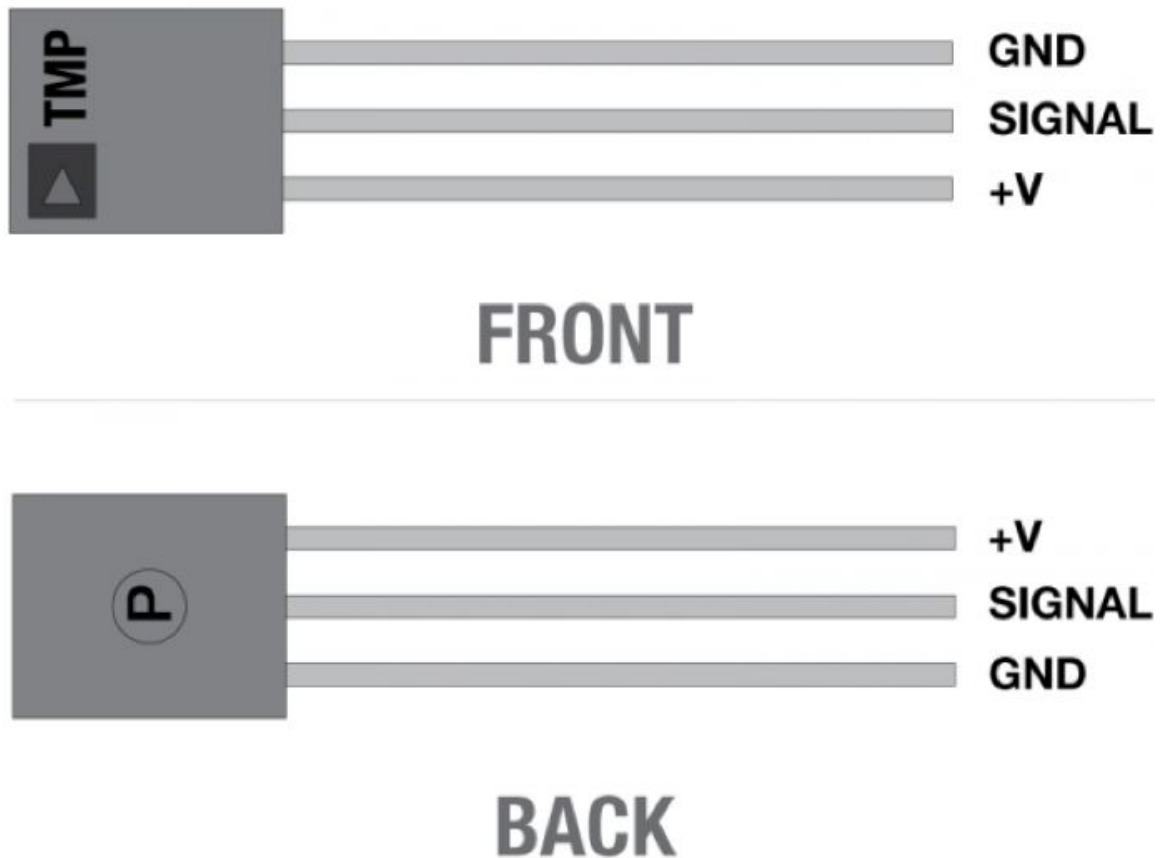 TMP
GND
SIGNAL
+V
FRONT
P
+V
SIGNAL
GND
BACK